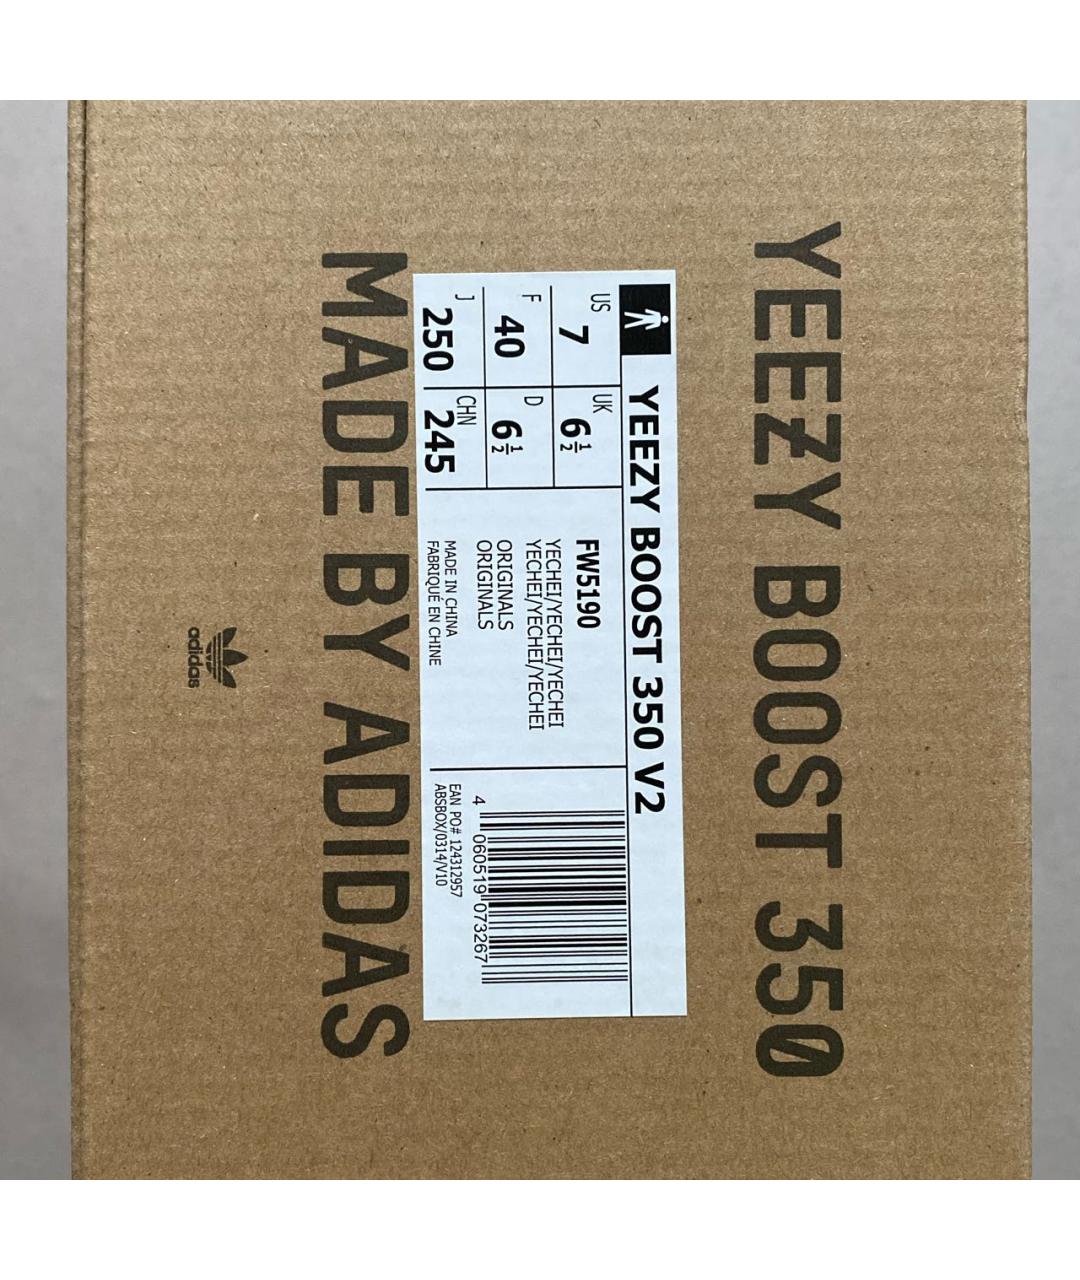 YEEZY BOOST 350
YEEZY BOOST 350 V2
US 7
UK 6½
F 40
D 6½
J 250
CHN 245
FW5190
YECHEI/YECHEI/YECHEI
YECHEI/YECHEI/YECHEI
ORIGINALS
ORIGINALS
MADE IN CHINA
FABRIQUÉ EN CHINE
4 060519 073267
EAN PO# 124312957
ABSBOX/0314/V10
MADE BY ADIDAS
adidas